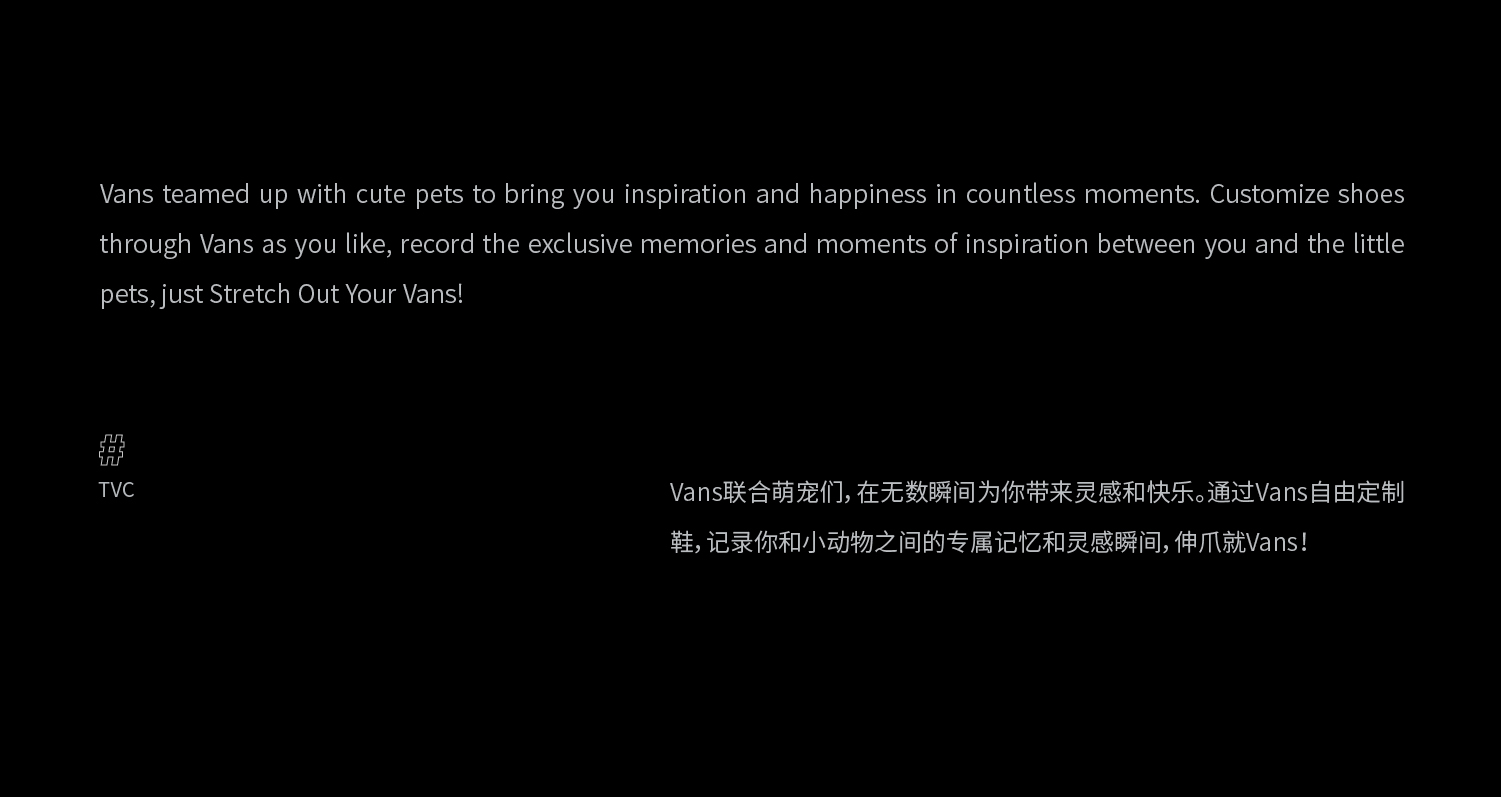 Vans teamed up with cute pets to bring you inspiration and happiness in countless moments. Customize shoes
through Vans as you like, record the exclusive memories and moments of inspiration between you and the little
pets, just Stretch Out Your Vans!
#
TVC
Vans联合萌宠们，在无数瞬间为你带来灵感和快乐。通过Vans自由定制
鞋，记录你和小动物之间的专属记忆和灵感瞬间，伸爪就Vans！